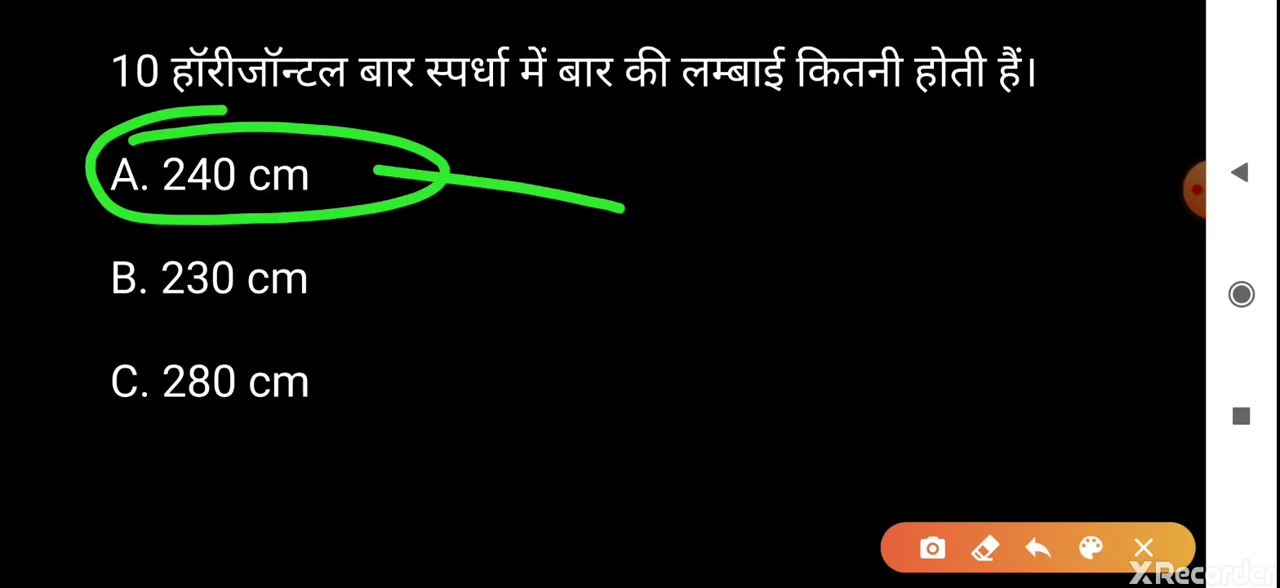 10 हॉरीजॉन्टल बार स्पर्धा में बार की लम्बाई कितनी होती हैं।
A. 240 cm
B. 230 cm
C. 280 cm
XRecorder